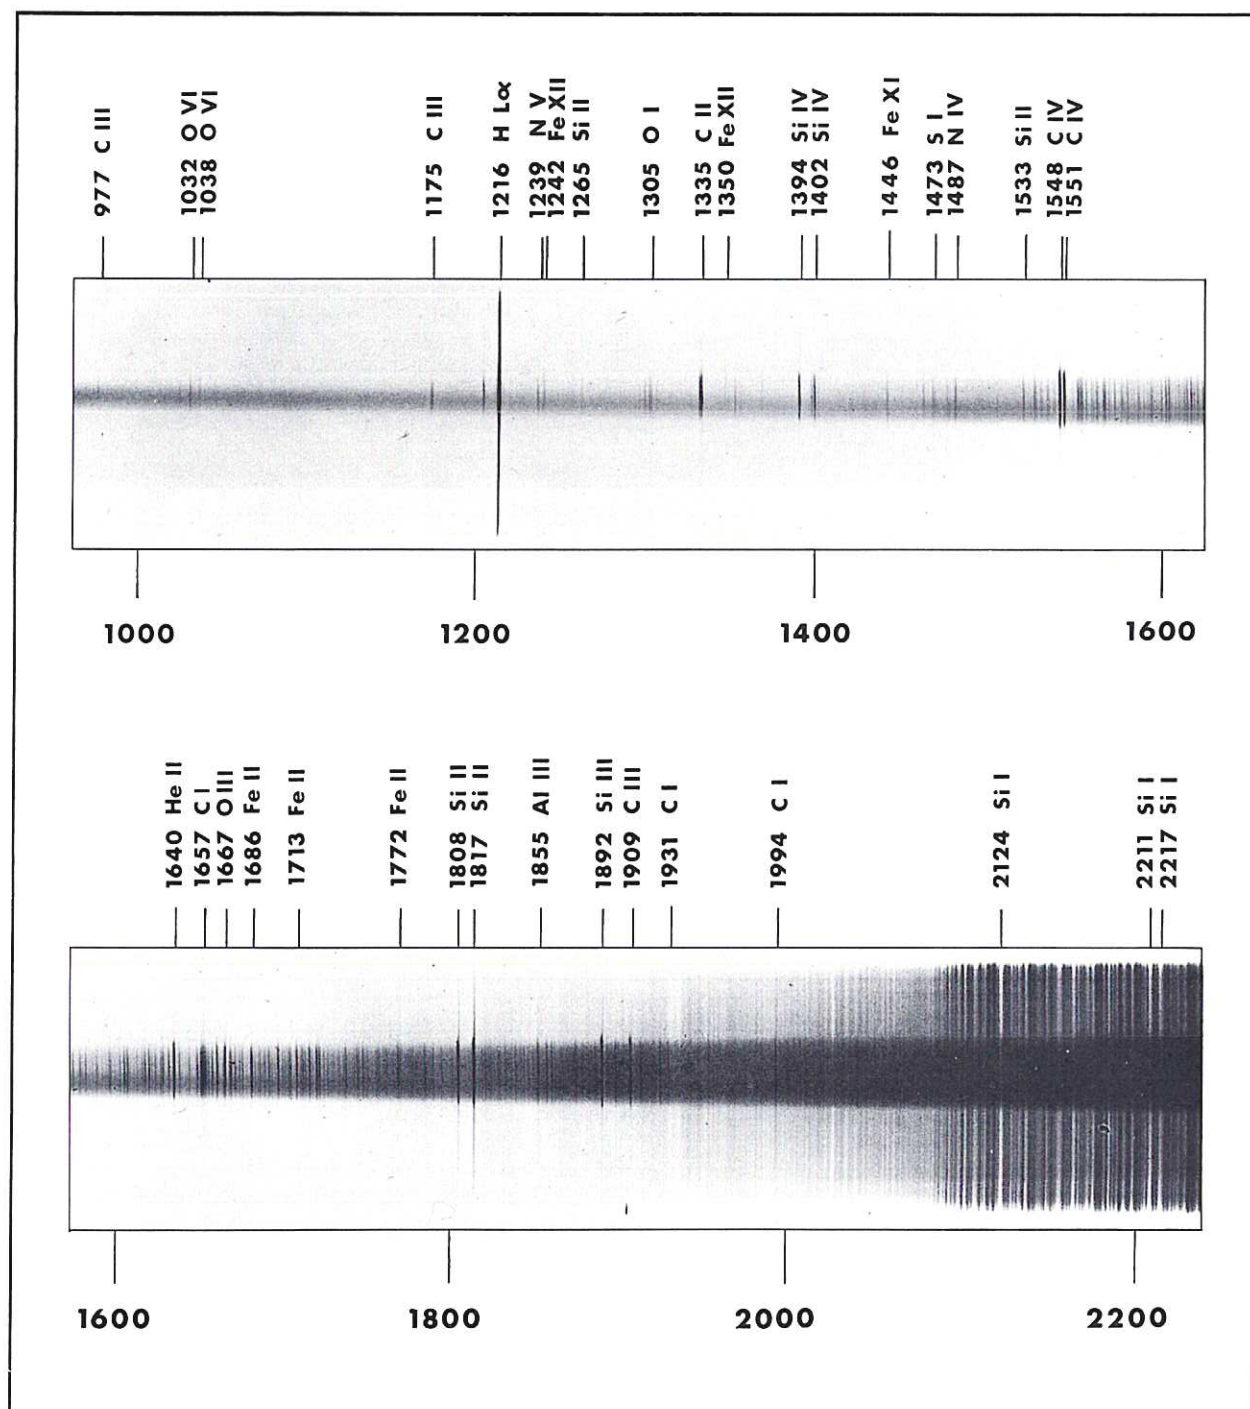 977 C III
1032 O VI
1038 O VI
1175 C III
1216 H Lα
1239 N V
1242 Fe XII
1265 Si II
1305 O I
1335 C II
1350 Fe XII
1394 Si IV
1402 Si IV
1446 Fe XI
1473 S I
1487 N IV
1533 Si II
1548 C IV
1551 C IV
1000 1200 1400 1600
1640 He II
1657 C I
1667 O III
1686 Fe II
1713 Fe II
1772 Fe II
1808 Si II
1817 Si II
1855 Al III
1892 Si III
1909 C III
1931 C I
1994 C I
2124 Si I
2211 Si I
2217 Si I
1600 1800 2000 2200